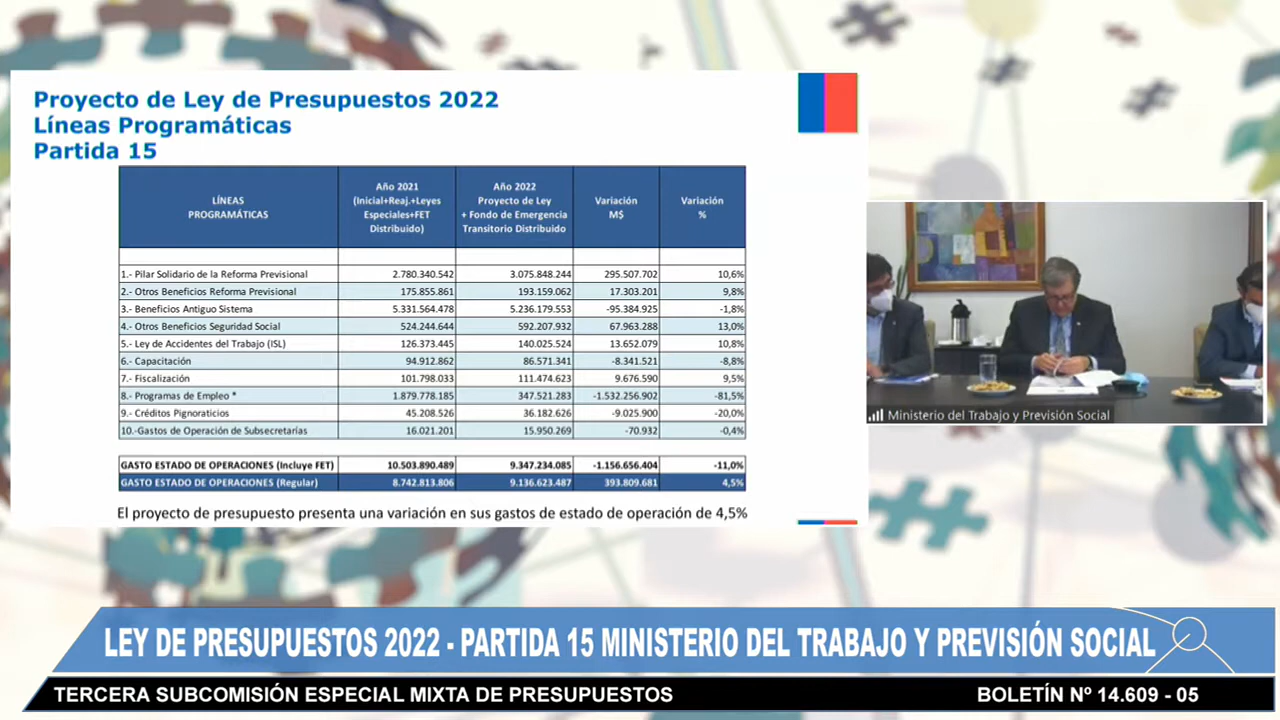 Proyecto de Ley de Presupuestos 2022
Líneas Programáticas
Partida 15
LÍNEAS PROGRAMÁTICAS | Año 2021 (Inicial+Reaj.+Leyes Especiales+FET Distribuido) | Año 2022 Proyecto de Ley + Fondo de Emergencia Transitorio Distribuido | Variación M$ | Variación %
1.- Pilar Solidario de la Reforma Previsional 2.780.340.542 3.075.848.244 295.507.702 10,6%
2.- Otros Beneficios Reforma Previsional 175.855.861 193.159.062 17.303.201 9,8%
3.- Beneficios Antiguo Sistema 5.331.564.478 5.236.179.553 -95.384.925 -1,8%
4.- Otros Beneficios Seguridad Social 524.244.644 592.207.932 67.963.288 13,0%
5.- Ley de Accidentes del Trabajo (ISL) 126.373.445 140.025.524 13.652.079 10,8%
6.- Capacitación 94.912.862 86.571.341 -8.341.521 -8,8%
7.- Fiscalización 101.798.033 111.474.623 9.676.590 9,5%
8.- Programas de Empleo * 1.879.778.185 347.521.283 -1.532.256.902 -81,5%
9.- Créditos Pignoraticios 45.208.526 36.182.626 -9.025.900 -20,0%
10.-Gastos de Operación de Subsecretarías 16.021.201 15.950.269 -70.932 -0,4%
GASTO ESTADO DE OPERACIONES (Incluye FET) 10.503.890.489 9.347.234.085 -1.156.656.404 -11,0%
GASTO ESTADO DE OPERACIONES (Regular) 8.742.813.806 9.136.623.487 393.809.681 4,5%
El proyecto de presupuesto presenta una variación en sus gastos de estado de operación de 4,5%
Ministerio del Trabajo y Previsión Social
LEY DE PRESUPUESTOS 2022 - PARTIDA 15 MINISTERIO DEL TRABAJO Y PREVISIÓN SOCIAL
TERCERA SUBCOMISIÓN ESPECIAL MIXTA DE PRESUPUESTOS
BOLETÍN Nº 14.609 - 05